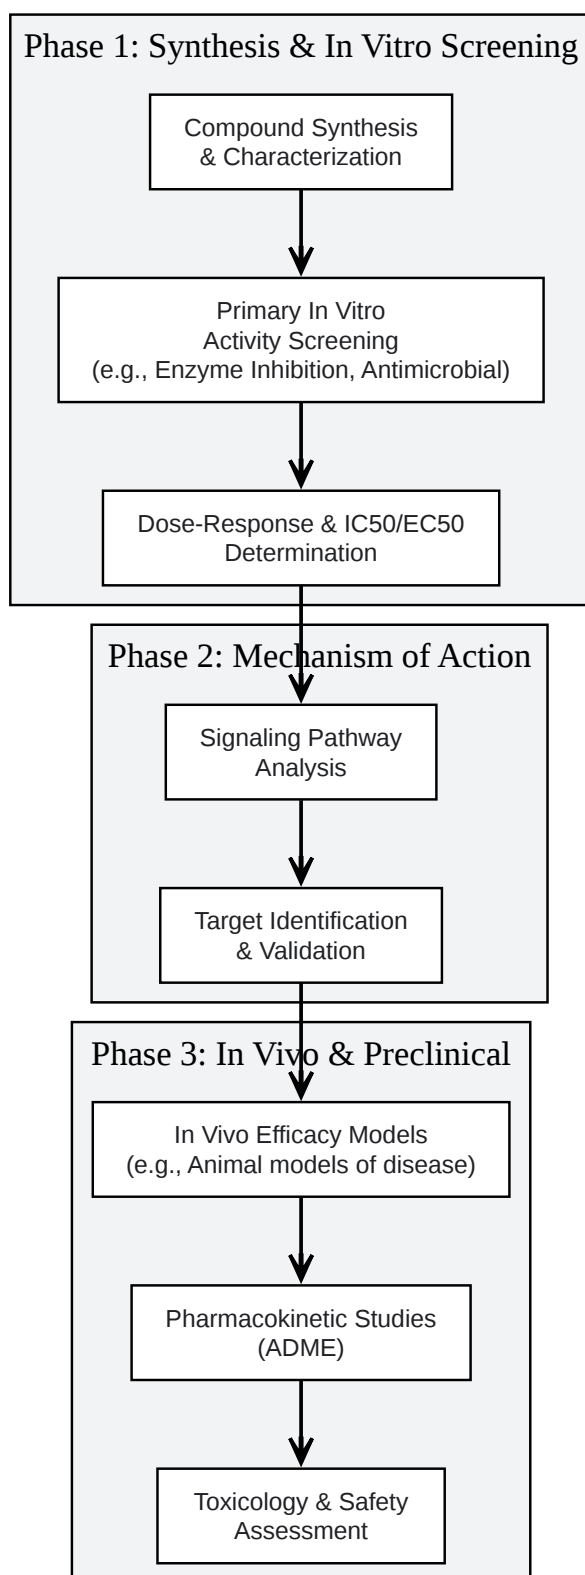 Phase 1: Synthesis & In Vitro Screening
Compound Synthesis
& Characterization
Primary In Vitro
Activity Screening
(e.g., Enzyme Inhibition, Antimicrobial)
Dose-Response & IC50/EC50
Determination
Phase 2: Mechanism of Action
Signaling Pathway
Analysis
Target Identification
& Validation
Phase 3: In Vivo & Preclinical
In Vivo Efficacy Models
(e.g., Animal models of disease)
Pharmacokinetic Studies
(ADME)
Toxicology & Safety
Assessment